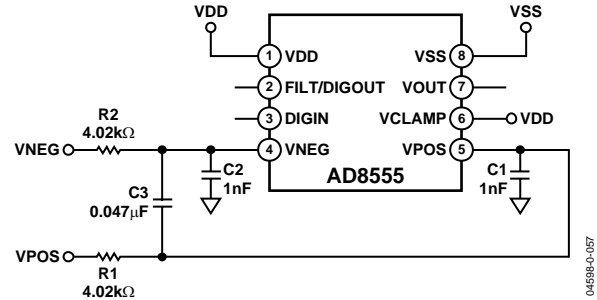 VDD
VSS
1 VDD
VSS 8
2 FILT/DIGOUT
VOUT 7
3 DIGIN
VCLAMP 6
VDD
4 VNEG
VPOS 5
AD8555
R2
4.02kΩ
VNEG
C2
1nF
C1
1nF
C3
0.047μF
VPOS
R1
4.02kΩ
04598-0-057